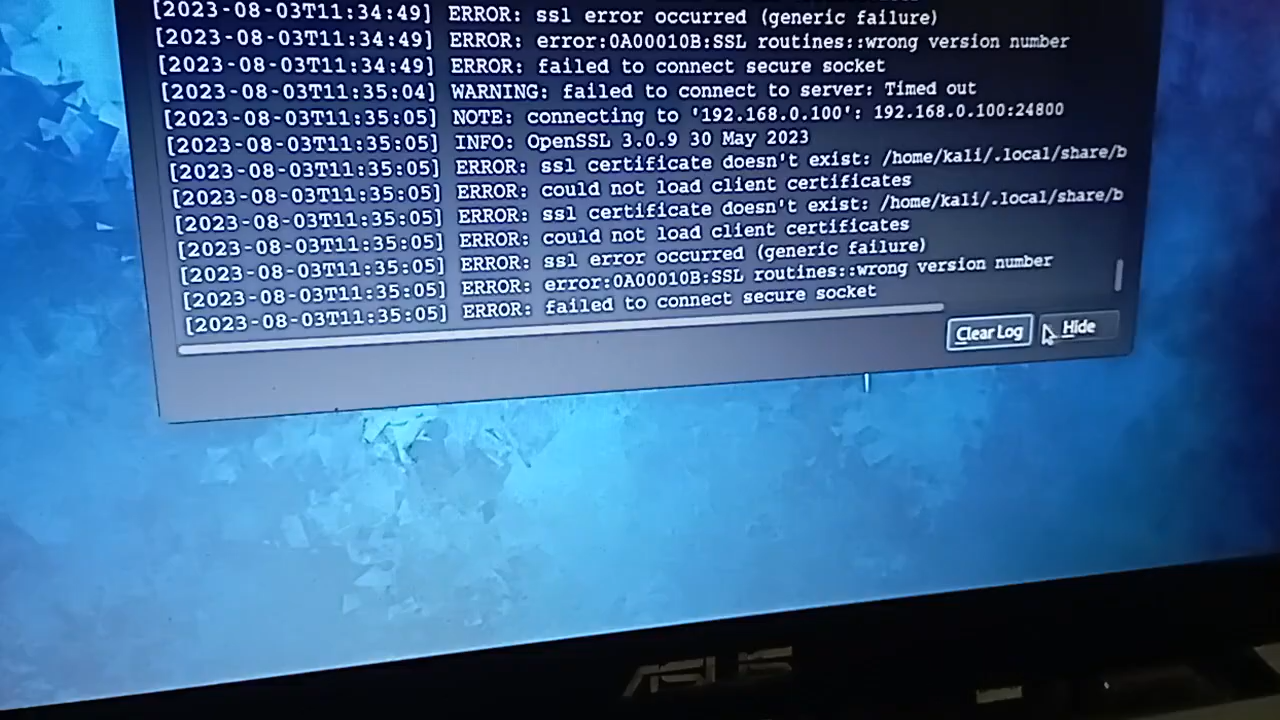 [2023-08-03T11:34:49] ERROR: ssl error occurred (generic failure)
[2023-08-03T11:34:49] ERROR: error:0A00010B:SSL routines::wrong version number
[2023-08-03T11:34:49] ERROR: failed to connect secure socket
[2023-08-03T11:35:04] WARNING: failed to connect to server: Timed out
[2023-08-03T11:35:05] NOTE: connecting to '192.168.0.100': 192.168.0.100:24800
[2023-08-03T11:35:05] INFO: OpenSSL 3.0.9 30 May 2023
[2023-08-03T11:35:05] ERROR: ssl certificate doesn't exist: /home/kali/.local/share/b
[2023-08-03T11:35:05] ERROR: could not load client certificates
[2023-08-03T11:35:05] ERROR: ssl certificate doesn't exist: /home/kali/.local/share/b
[2023-08-03T11:35:05] ERROR: could not load client certificates
[2023-08-03T11:35:05] ERROR: ssl error occurred (generic failure)
[2023-08-03T11:35:05] ERROR: error:0A00010B:SSL routines::wrong version number
[2023-08-03T11:35:05] ERROR: failed to connect secure socket
Clear Log Hide
ASUS